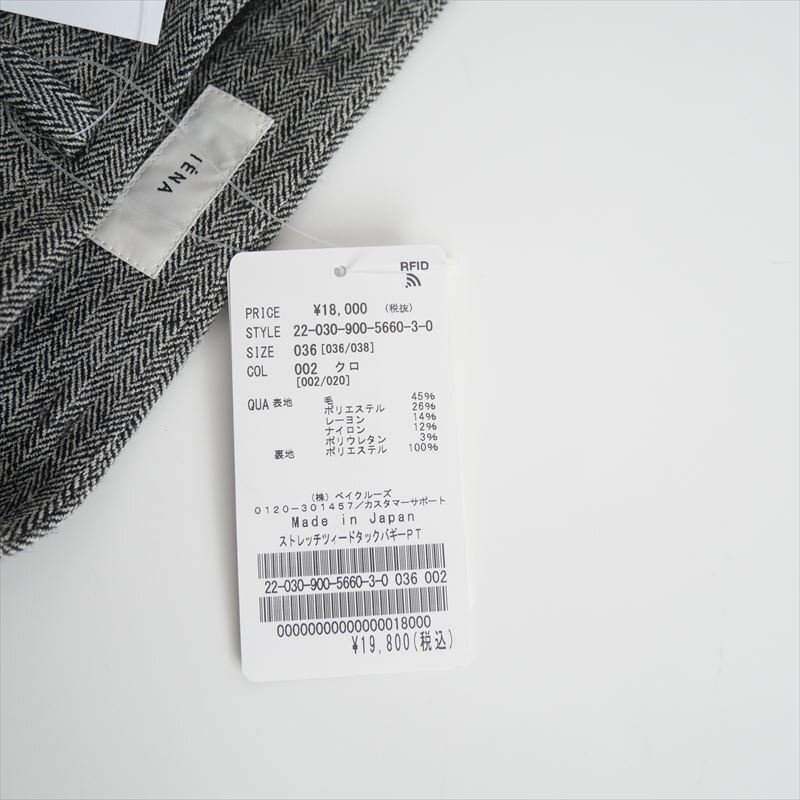 IÉNA
RFID
PRICE ¥18,000 (税抜)
STYLE 22-030-900-5660-3-0
SIZE 036 [036/038]
COL 002 クロ
[002/020]
QUA 表地 毛 45%
ポリエステル 26%
レーヨン 14%
ナイロン 12%
ポリウレタン 3%
裏地 ポリエステル 100%
(株) ベイクルーズ
0120-301457/カスタマーサポート
Made in Japan
ストレッチツィードタックバギーPT
22-030-900-5660-3-0 036 002
00000000000000018000
¥19,800(税込)